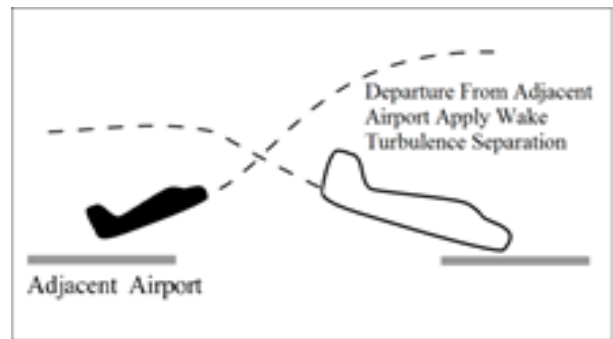 Departure From Adjacent
Airport Apply Wake
Turbulence Separation
Adjacent Airport